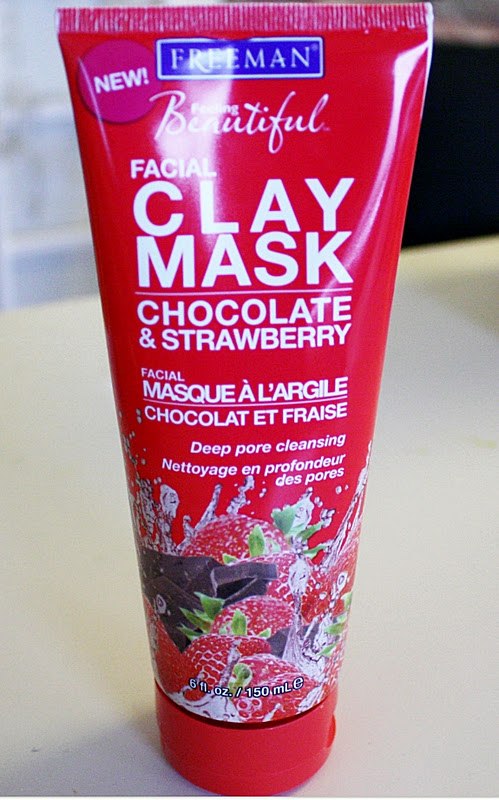 NEW!
FREEMAN®
Feeling
Beautiful™
FACIAL
CLAY
MASK
CHOCOLATE
& STRAWBERRY
FACIAL
MASQUE À L'ARGILE
CHOCOLAT ET FRAISE
Deep pore cleansing
Nettoyage en profondeur
des pores
6 fl. oz. / 150 mL e